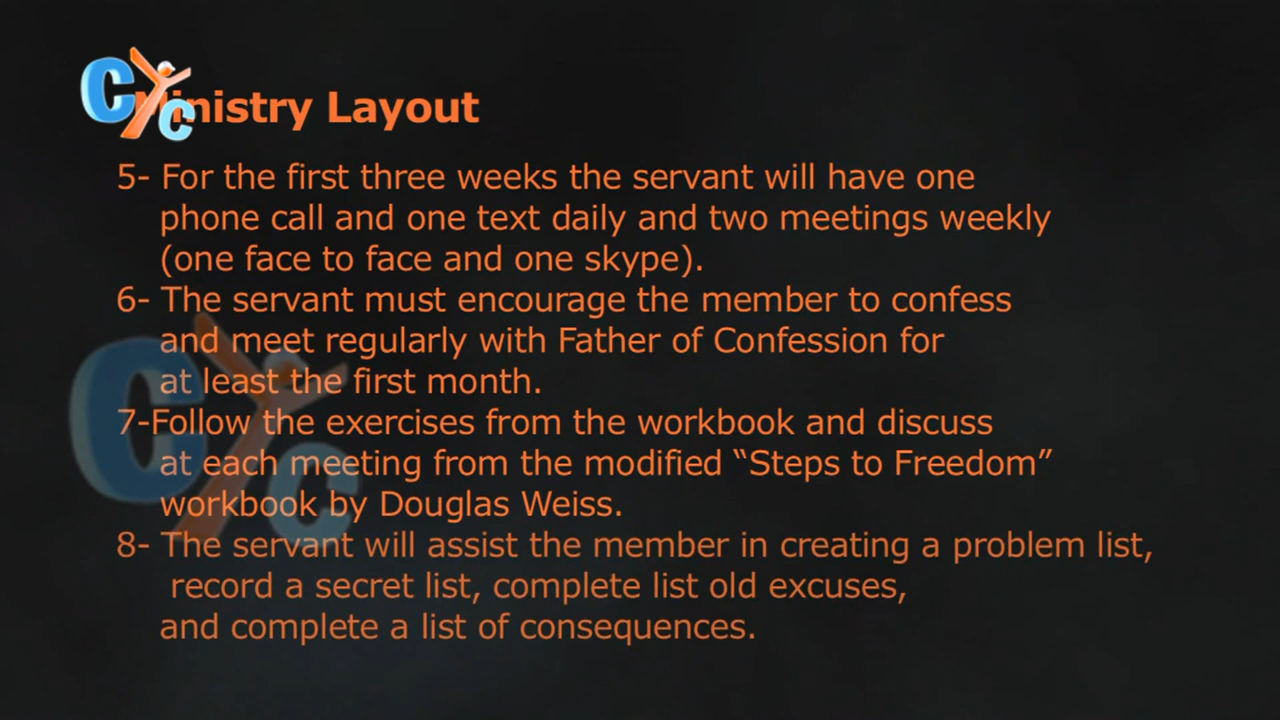 CYC
Ministry Layout
5- For the first three weeks the servant will have one
phone call and one text daily and two meetings weekly
(one face to face and one skype).
6- The servant must encourage the member to confess
and meet regularly with Father of Confession for
at least the first month.
7-Follow the exercises from the workbook and discuss
at each meeting from the modified “Steps to Freedom”
workbook by Douglas Weiss.
8- The servant will assist the member in creating a problem list,
record a secret list, complete list old excuses,
and complete a list of consequences.
CYC